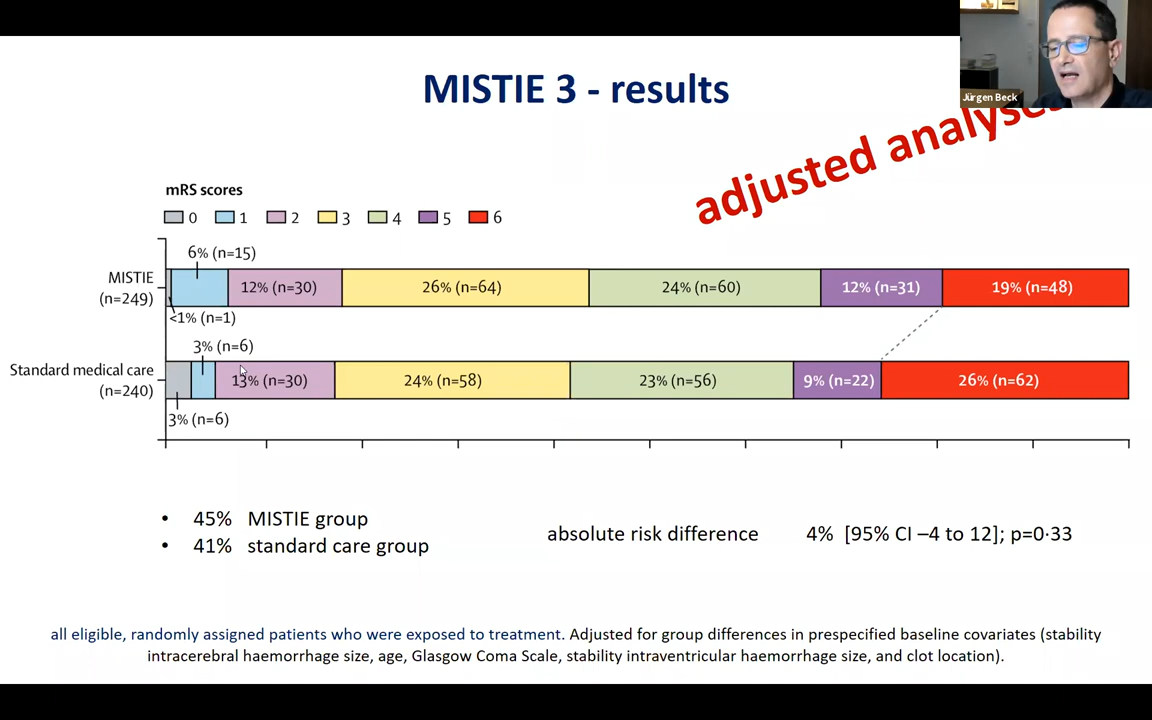 Jürgen Beck
MISTIE 3 - results
adjusted analyses
mRS scores
0 1 2 3 4 5 6
6% (n=15)
MISTIE
(n=249)
12% (n=30) 26% (n=64) 24% (n=60) 12% (n=31) 19% (n=48)
<1% (n=1)
3% (n=6)
Standard medical care
(n=240)
13% (n=30) 24% (n=58) 23% (n=56) 9% (n=22) 26% (n=62)
3% (n=6)
• 45% MISTIE group
• 41% standard care group
absolute risk difference 4% [95% CI –4 to 12]; p=0·33
all eligible, randomly assigned patients who were exposed to treatment. Adjusted for group differences in prespecified baseline covariates (stability
intracerebral haemorrhage size, age, Glasgow Coma Scale, stability intraventricular haemorrhage size, and clot location).